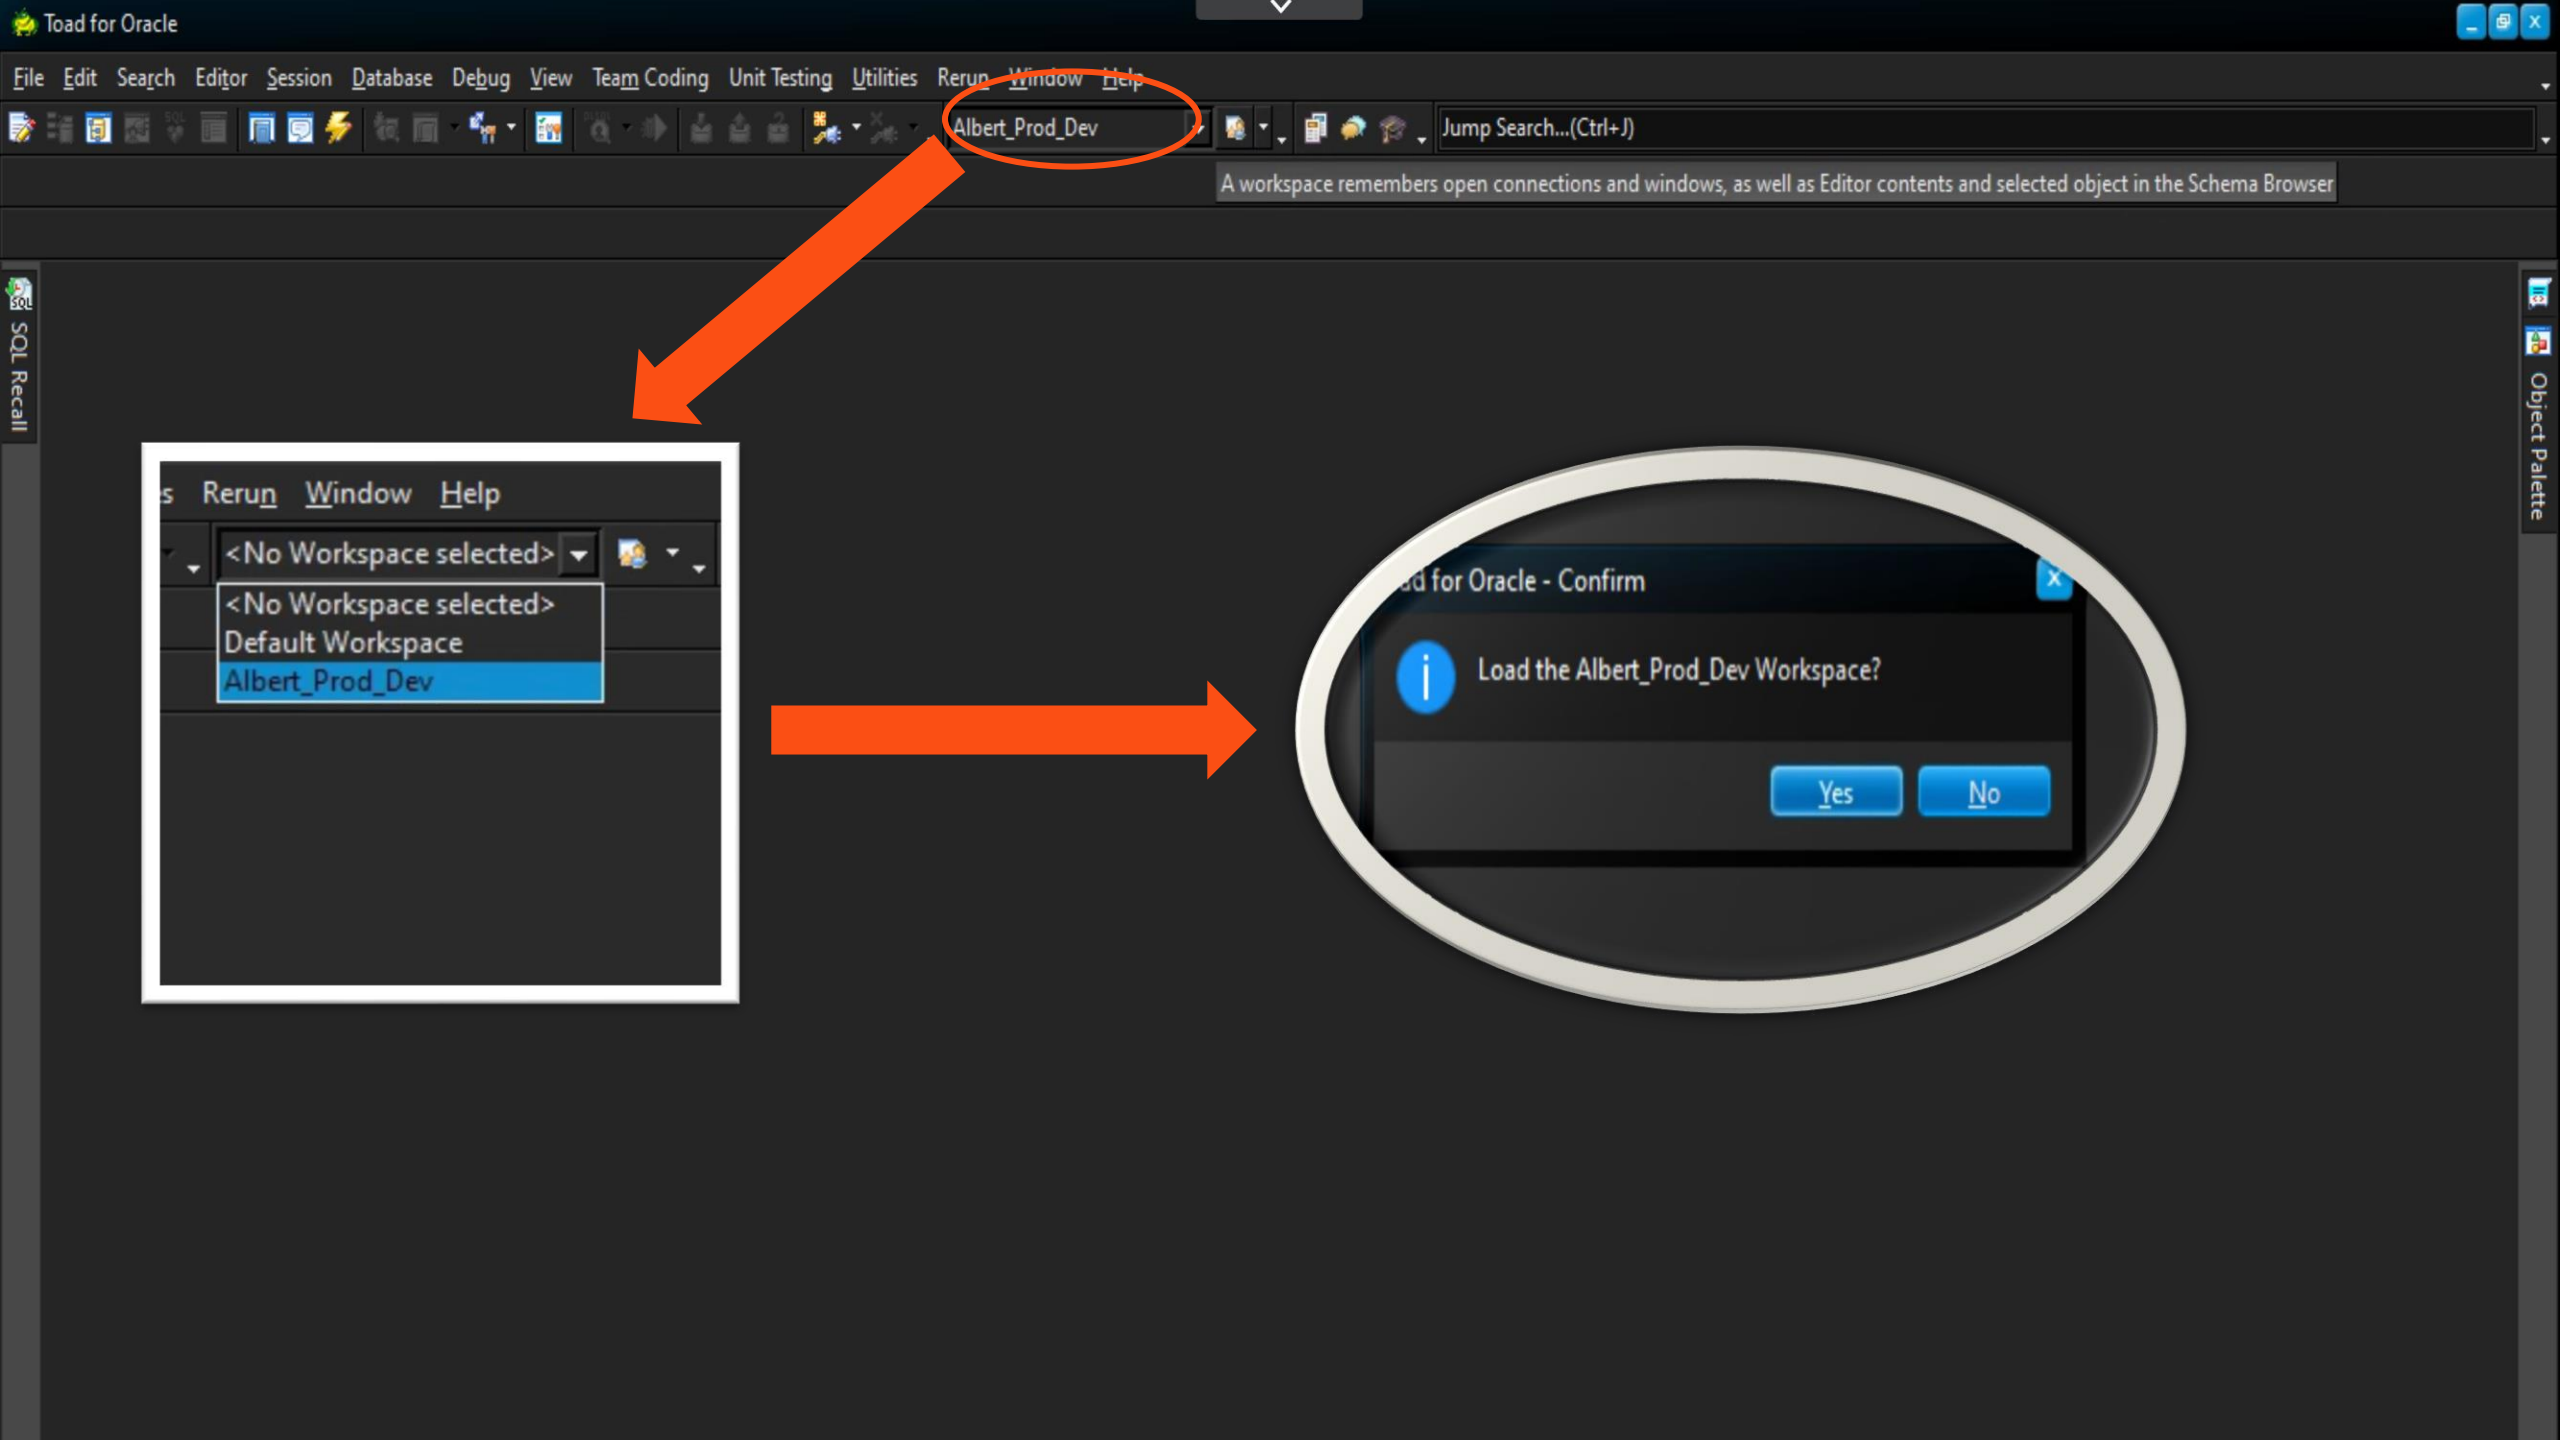 Toad for Oracle
File Edit Search Editor Session Database Debug View Team Coding Unit Testing Utilities Rerun Window Help
Albert_Prod_Dev
Jump Search...(Ctrl+J)
A workspace remembers open connections and windows, as well as Editor contents and selected object in the Schema Browser
SQL Recall
Object Palette
s Rerun Window Help
<No Workspace selected>
<No Workspace selected>
Default Workspace
Albert_Prod_Dev
ad for Oracle - Confirm
Load the Albert_Prod_Dev Workspace?
Yes No